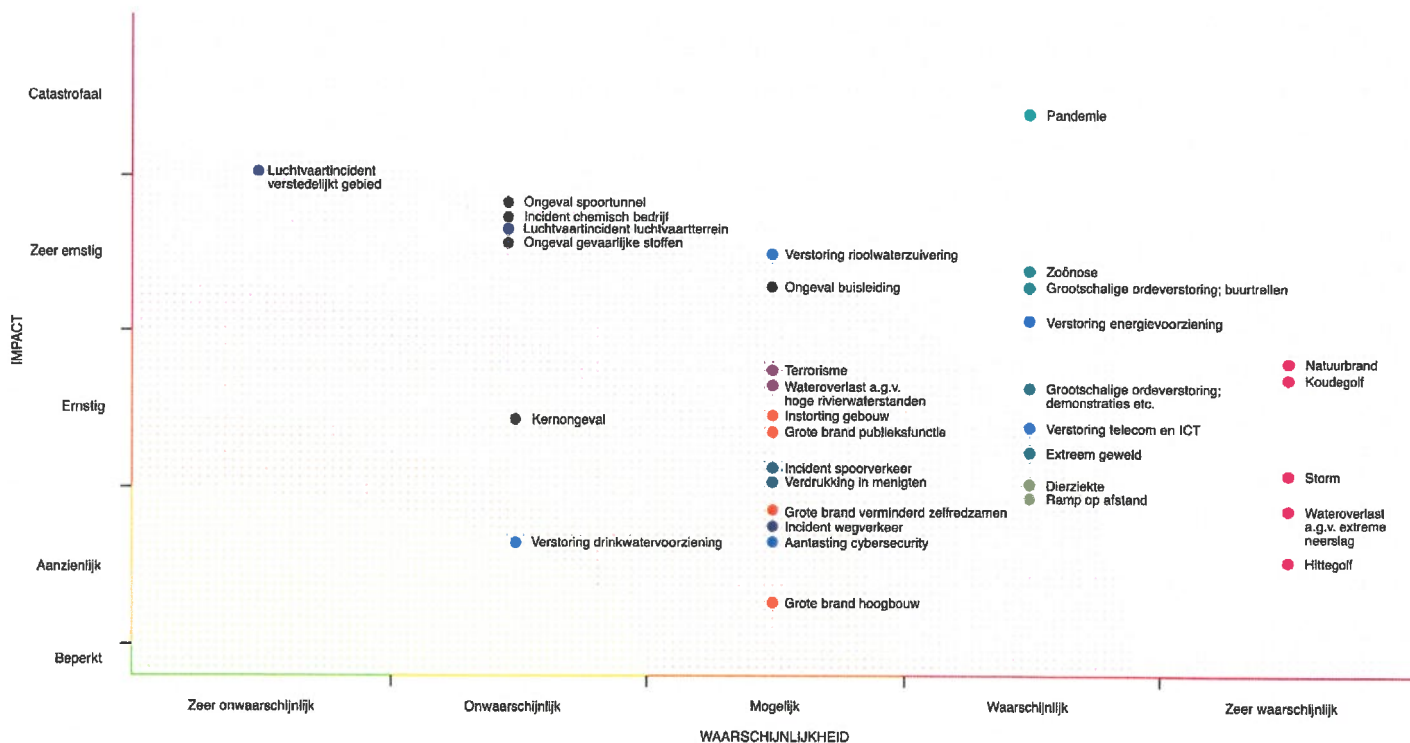 Catastrofaal
Pandemie
Luchtvaartincident
verstedelijkt gebied
Ongeval spoortunnel
Incident chemisch bedrijf
Luchtvaartincident luchtvaartterrein
Ongeval gevaarlijke stoffen
Zeer ernstig
Verstoring rioolwaterzuivering
Zoönose
Ongeval buisleiding
Grootschalige ordeverstoring; buurtrellen
Verstoring energievoorziening
IMPACT
Natuurbrand
Terrorisme
Koudegolf
Wateroverlast a.g.v.
hoge rivierwaterstanden
Grootschalige ordeverstoring;
demonstraties etc.
Ernstig
Instorting gebouw
Kernongeval
Grote brand publieksfunctie
Verstoring telecom en ICT
Extreem geweld
Incident spoorverkeer
Verdrukking in menigten
Storm
Dierziekte
Ramp op afstand
Grote brand verminderd zelfredzamen
Wateroverlast
a.g.v. extreme
neerslag
Incident wegverkeer
Verstoring drinkwatervoorziening
Aantasting cybersecurity
Aanzienlijk
Hittegolf
Grote brand hoogbouw
Beperkt
Zeer onwaarschijnlijk
Onwaarschijnlijk
Mogelijk
Waarschijnlijk
Zeer waarschijnlijk
WAARSCHIJNLIJKHEID